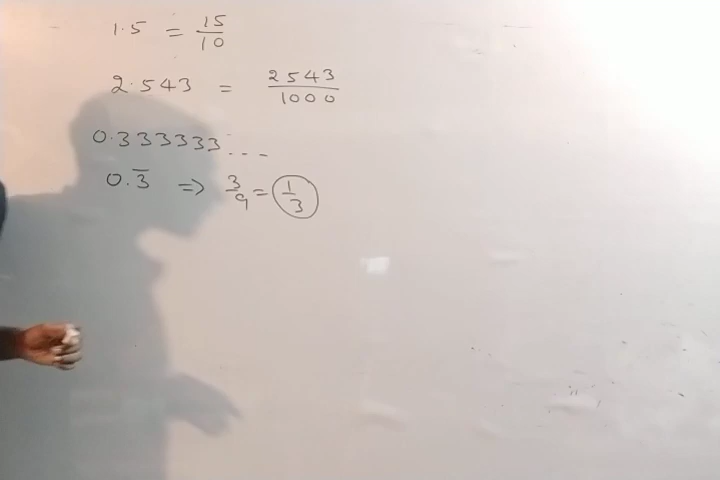 1.5 = 15/10
2.543 = 2543/1000
0.333333...
0.3̅ => 3/9 = 1/3